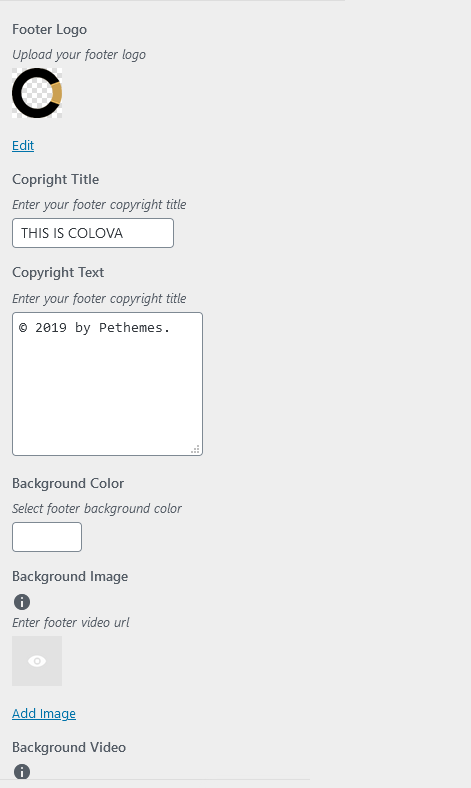 Footer Logo
Upload your footer logo
Edit
Copright Title
Enter your footer copyright title
THIS IS COLOVA
Copyright Text
Enter your footer copyright title
© 2019 by Pethemes.
Background Color
Select footer background color
Background Image
Enter footer video url
Add Image
Background Video